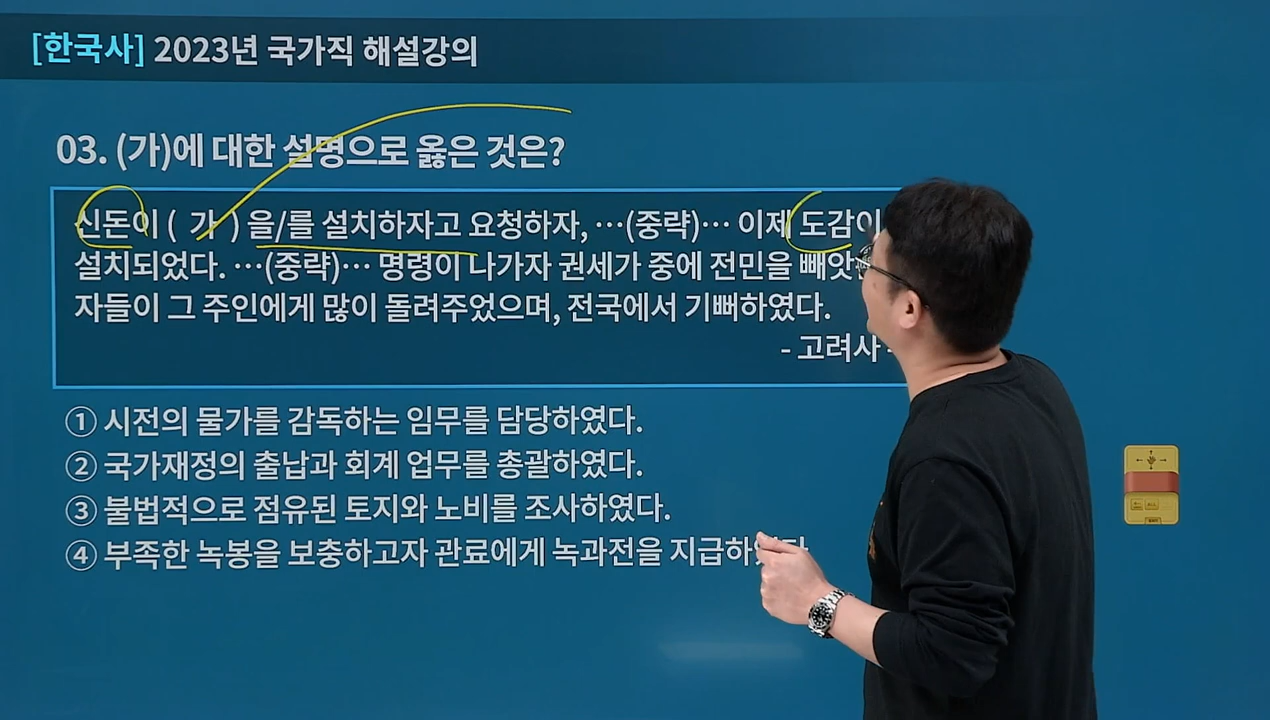 [한국사] 2023년 국가직 해설강의
03. (가)에 대한 설명으로 옳은 것은?
신돈이 ( 가 ) 을/를 설치하자고 요청하자, …(중략)… 이제 도감이
설치되었다. …(중략)… 명령이 나가자 권세가 중에 전민을
자들이 그 주인에게 많이 돌려주었으며, 전국에서 기뻐하였다.
- 고려사 -
① 시전의 물가를 감독하는 임무를 담당하였다.
② 국가재정의 출납과 회계 업무를 총괄하였다.
③ 불법적으로 점유된 토지와 노비를 조사하였다.
④ 부족한 녹봉을 보충하고자 관료에게 녹과전을